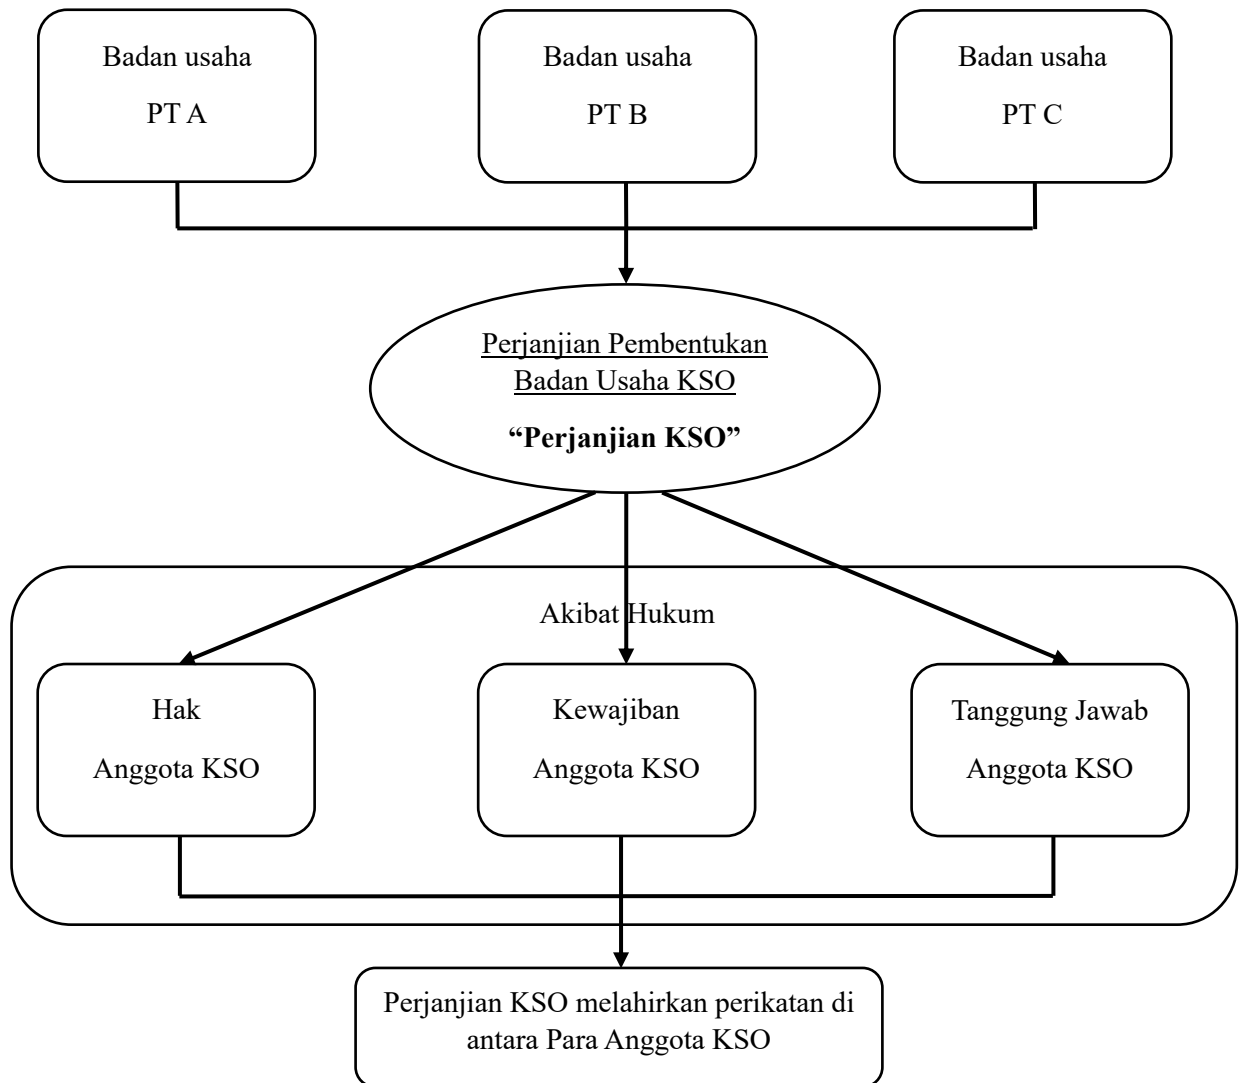 Badan usaha
PT A
Badan usaha
PT B
Badan usaha
PT C
Perjanjian Pembentukan
Badan Usaha KSO
“Perjanjian KSO”
Akibat Hukum
Hak
Anggota KSO
Kewajiban
Anggota KSO
Tanggung Jawab
Anggota KSO
Perjanjian KSO melahirkan perikatan di
antara Para Anggota KSO